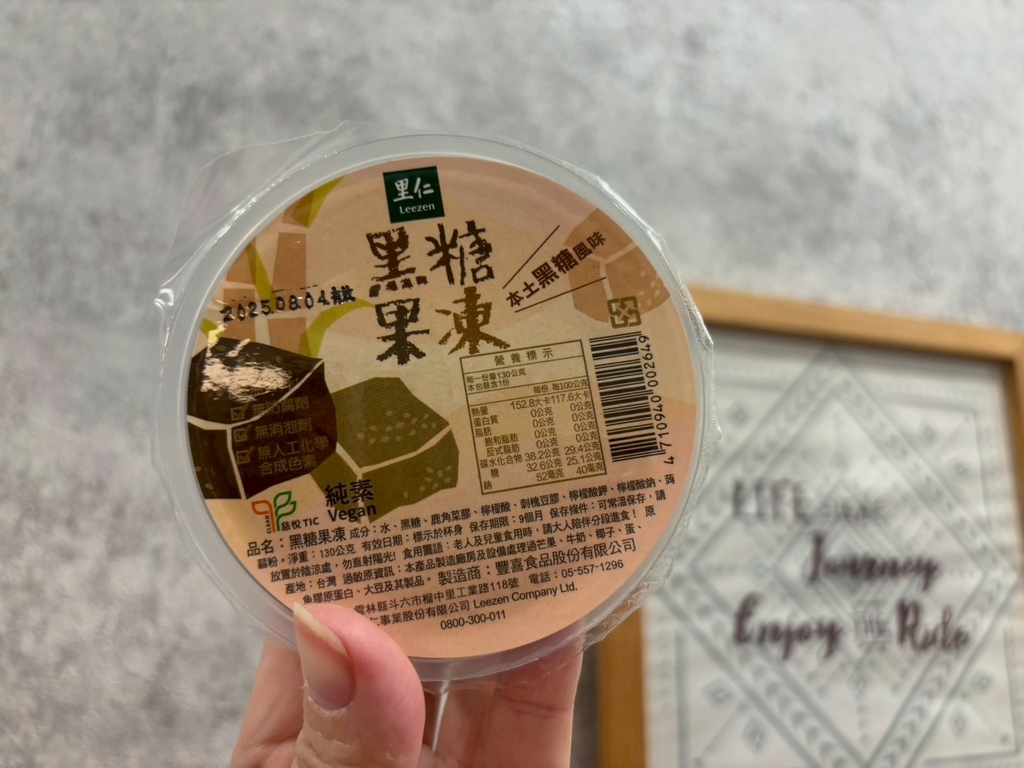 里仁
Leezen
黑糖
果凍
本土黑糖風味
2025.08.04
無防腐劑
無消泡劑
無人工化學
合成色素
慈悅 TIC
純素
Vegan
營養標示
每一份量130公克
本包裝含1份
每份 每100公克
熱量 152.8大卡 117.6大卡
蛋白質 0公克 0公克
脂肪 0公克 0公克
飽和脂肪 0公克 0公克
反式脂肪 0公克 0公克
碳水化合物 38.2公克 29.4公克
糖 32.6公克 25.1公克
鈉 52毫克 40毫克
4 710940 002649
品名：黑糖果凍 成分：水、黑糖、鹿角菜膠、檸檬酸、刺槐豆膠、檸檬酸鉀、檸檬酸鈉、蒟
蒻粉。淨重：130公克 有效日期：標示於杯身 保存期限：9個月 保存條件：可常溫保存，請
放置於陰涼處，勿直射陽光! 食用警語：老人及兒童食用時，請大人陪伴分段進食！ 原
產地：台灣 過敏原資訊：本產品製造廠房及設備處理過芒果、牛奶、椰子、蛋、
魚膠原蛋白、大豆及其製品。製造商：豐喜食品股份有限公司
雲林縣斗六市榴中里工業路118號 電話：05-557-1296
事業股份有限公司 Leezen Company Ltd.
0800-300-011
LIFE
Journey
Enjoy THE Ride